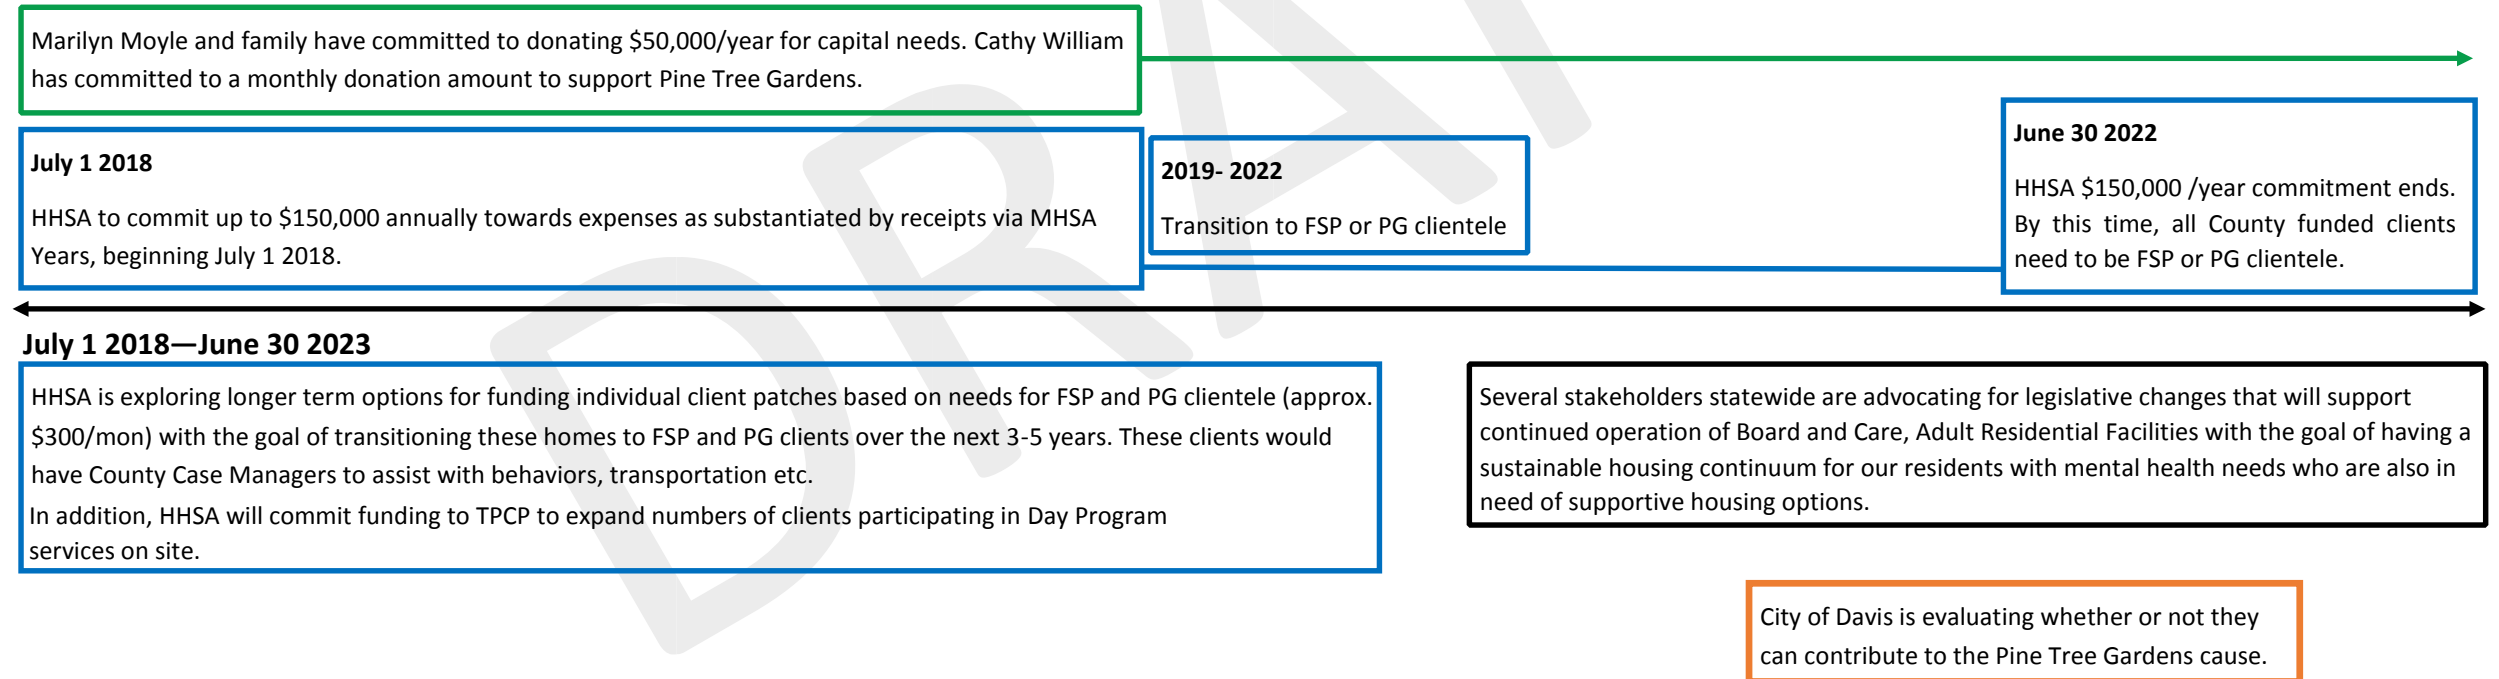 Marilyn Moyle and family have committed to donating $50,000/year for capital needs. Cathy William
has committed to a monthly donation amount to support Pine Tree Gardens.
July 1 2018
HHSA to commit up to $150,000 annually towards expenses as substantiated by receipts via MHSA
Years, beginning July 1 2018.
2019- 2022
Transition to FSP or PG clientele
June 30 2022
HHSA $150,000 /year commitment ends.
By this time, all County funded clients
need to be FSP or PG clientele.
July 1 2018—June 30 2023
HHSA is exploring longer term options for funding individual client patches based on needs for FSP and PG clientele (approx.
$300/mon) with the goal of transitioning these homes to FSP and PG clients over the next 3-5 years. These clients would
have County Case Managers to assist with behaviors, transportation etc.
In addition, HHSA will commit funding to TPCP to expand numbers of clients participating in Day Program
services on site.
Several stakeholders statewide are advocating for legislative changes that will support
continued operation of Board and Care, Adult Residential Facilities with the goal of having a
sustainable housing continuum for our residents with mental health needs who are also in
need of supportive housing options.
City of Davis is evaluating whether or not they
can contribute to the Pine Tree Gardens cause.
DRA